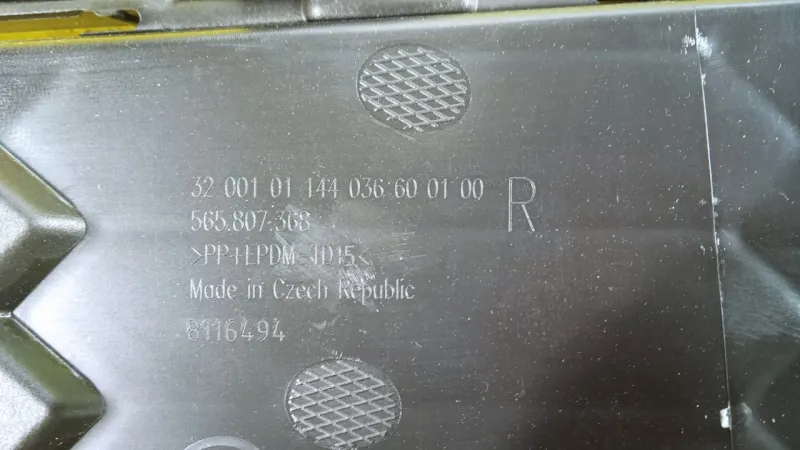 32 001 01 144 036 60 01 00 R
565.807.368
>PP+EPDM-TD15<
Made in Czech Republic
8116494